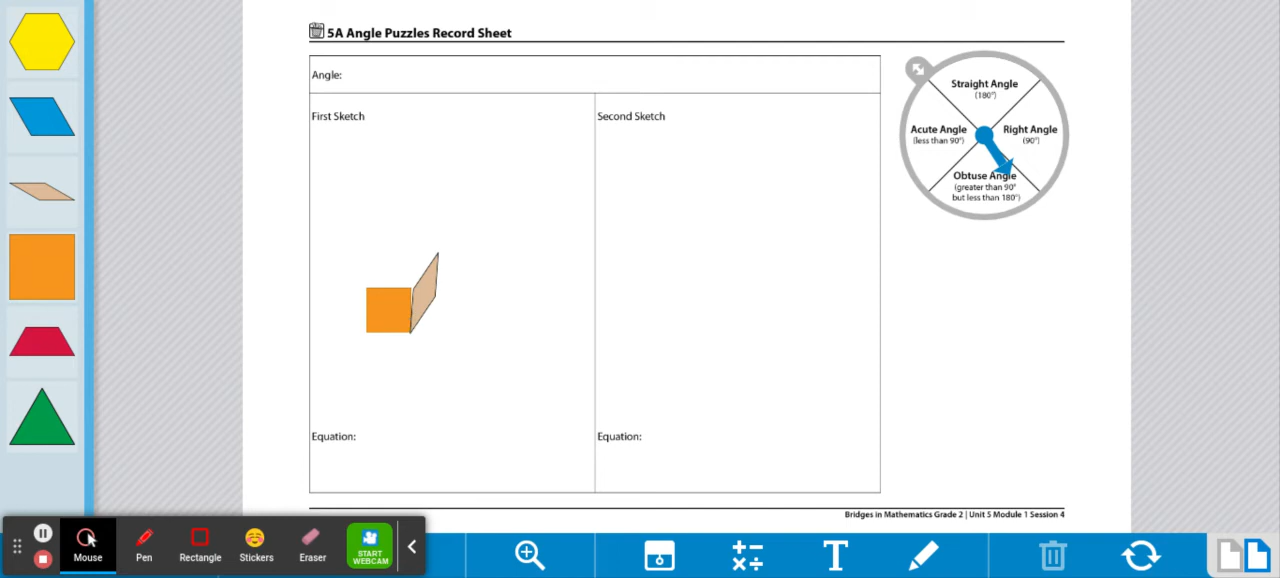 5A Angle Puzzles Record Sheet
Angle:
First Sketch
Second Sketch
Equation:
Equation:
Straight Angle
(180°)
Acute Angle
(less than 90°)
Right Angle
(90°)
Obtuse Angle
(greater than 90°
but less than 180°)
Bridges in Mathematics Grade 2 | Unit 5 Module 1 Session 4
Mouse
Pen
Rectangle
Stickers
Eraser
START
WEBCAM
T